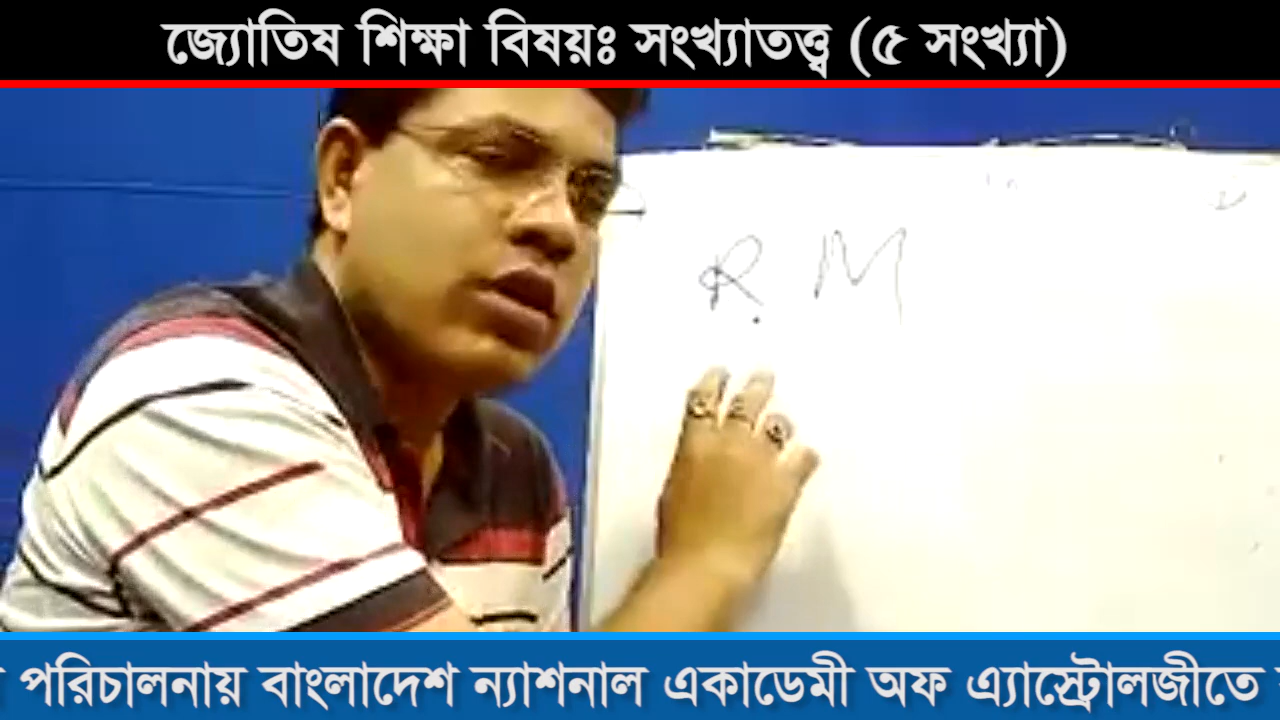 জ্যোতিষ শিক্ষা বিষয়ঃ সংখ্যাতত্ত্ব (৫ সংখ্যা)
R. M
পরিচালনায় বাংলাদেশ ন্যাশনাল একাডেমী অফ এ্যাস্ট্রোলজীতে